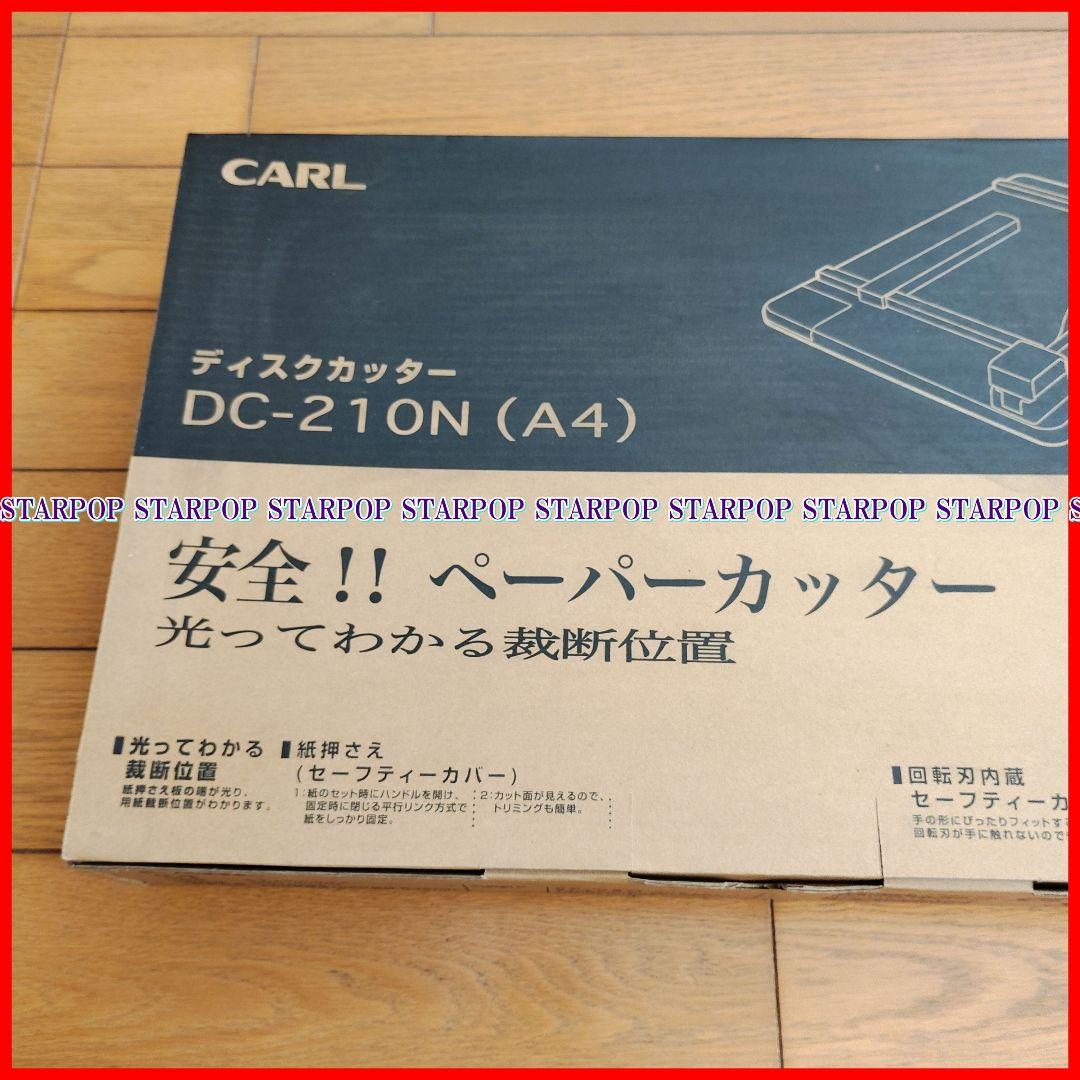 CARL
ディスクカッター
DC-210N（A4）
STARPOP STARPOP STARPOP STARPOP STARPOP STARPOP STARPOP STARPOP
安全!! ペーパーカッター
光ってわかる裁断位置
光ってわかる
裁断位置
紙押さえ板の端が光り、
用紙裁断位置がわかります。
紙押さえ
(セーフティーカバー)
1:紙のセット時にハンドルを開け、
固定時に閉じる平行リンク方式で
紙をしっかり固定。
2:カット面が見えるので、
トリミングも簡単。
回転刃内蔵
セーフティーカ
手の形にぴったりフィットす
回転刃が手に触れないので